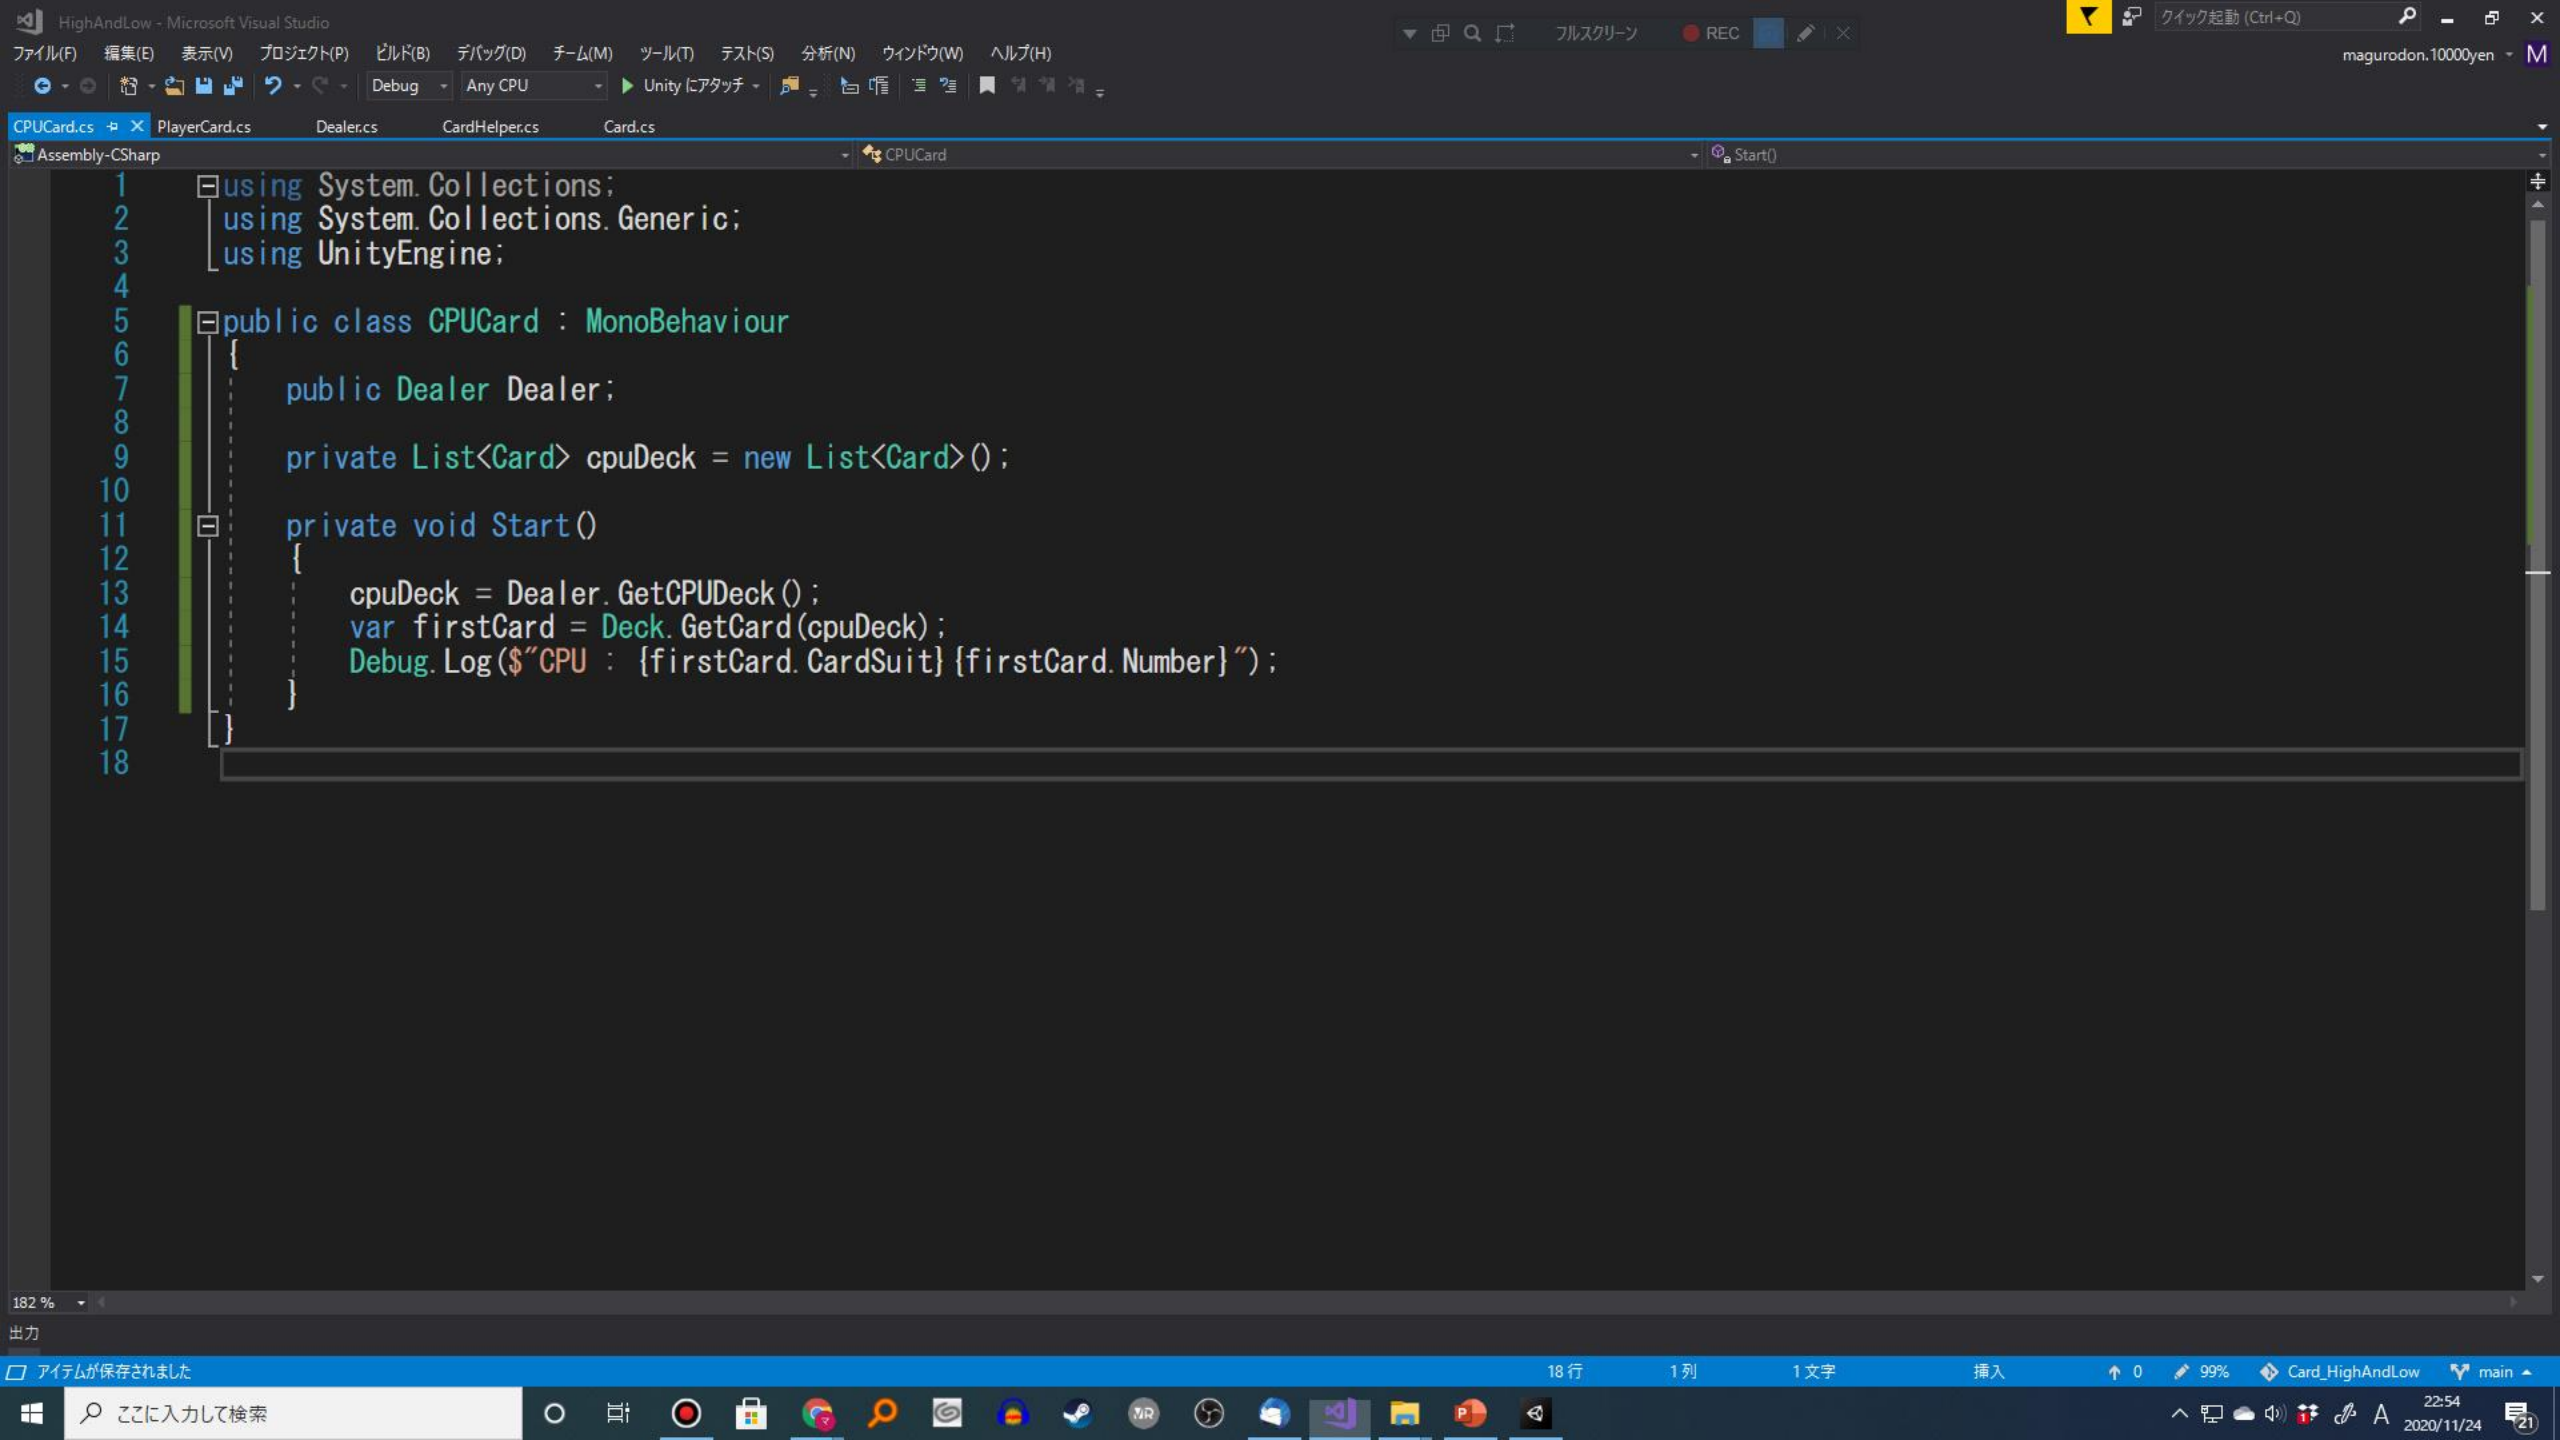 HighAndLow - Microsoft Visual Studio
フルスクリーン
REC
クイック起動 (Ctrl+Q)
ファイル(F) 編集(E) 表示(V) プロジェクト(P) ビルド(B) デバッグ(D) チーム(M) ツール(T) テスト(S) 分析(N) ウィンドウ(W) ヘルプ(H)
magurodon.10000yen M
Debug Any CPU Unity にアタッチ
CPUCard.cs PlayerCard.cs Dealer.cs CardHelper.cs Card.cs
Assembly-CSharp CPUCard Start()
1 using System.Collections;
2 using System.Collections.Generic;
3 using UnityEngine;
4
5 public class CPUCard : MonoBehaviour
6 {
7 public Dealer Dealer;
8
9 private List<Card> cpuDeck = new List<Card>();
10
11 private void Start()
12 {
13 cpuDeck = Dealer.GetCPUDeck();
14 var firstCard = Deck.GetCard(cpuDeck);
15 Debug.Log($"CPU : {firstCard.CardSuit}{firstCard.Number}");
16 }
17 }
18
182 %
出力
アイテムが保存されました 18 行 1 列 1 文字 挿入 0 99% Card_HighAndLow main
ここに入力して検索
A 22:54
2020/11/24
21